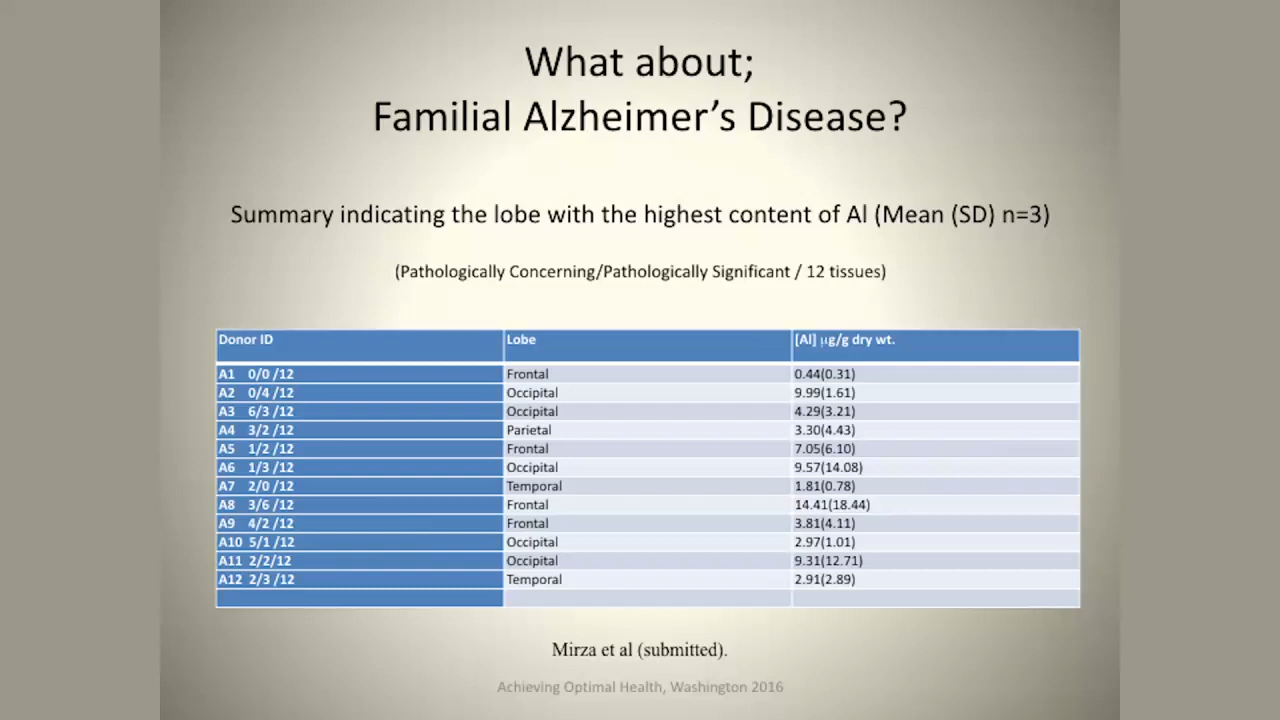 What about;
Familial Alzheimer's Disease?
Summary indicating the lobe with the highest content of Al (Mean (SD) n=3)
(Pathologically Concerning/Pathologically Significant / 12 tissues)
Donor ID Lobe [Al] µg/g dry wt.
A1 0/0 /12 Frontal 0.44(0.31)
A2 0/4 /12 Occipital 9.99(1.61)
A3 6/3 /12 Occipital 4.29(3.21)
A4 3/2 /12 Parietal 3.30(4.43)
A5 1/2 /12 Frontal 7.05(6.10)
A6 1/3 /12 Occipital 9.57(14.08)
A7 2/0 /12 Temporal 1.81(0.78)
A8 3/6 /12 Frontal 14.41(18.44)
A9 4/2 /12 Frontal 3.81(4.11)
A10 5/1 /12 Occipital 2.97(1.01)
A11 2/2/12 Occipital 9.31(12.71)
A12 2/3 /12 Temporal 2.91(2.89)
Mirza et al (submitted).
Achieving Optimal Health, Washington 2016